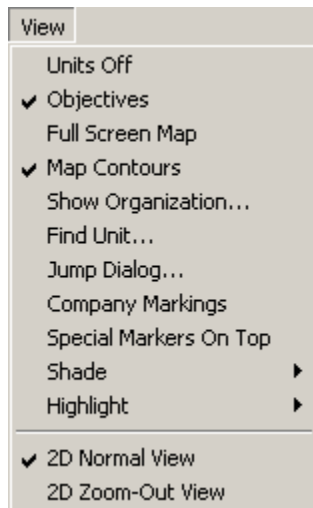 View
Units Off
Objectives
Full Screen Map
Map Contours
Show Organization...
Find Unit...
Jump Dialog...
Company Markings
Special Markers On Top
Shade
Highlight
2D Normal View
2D Zoom-Out View